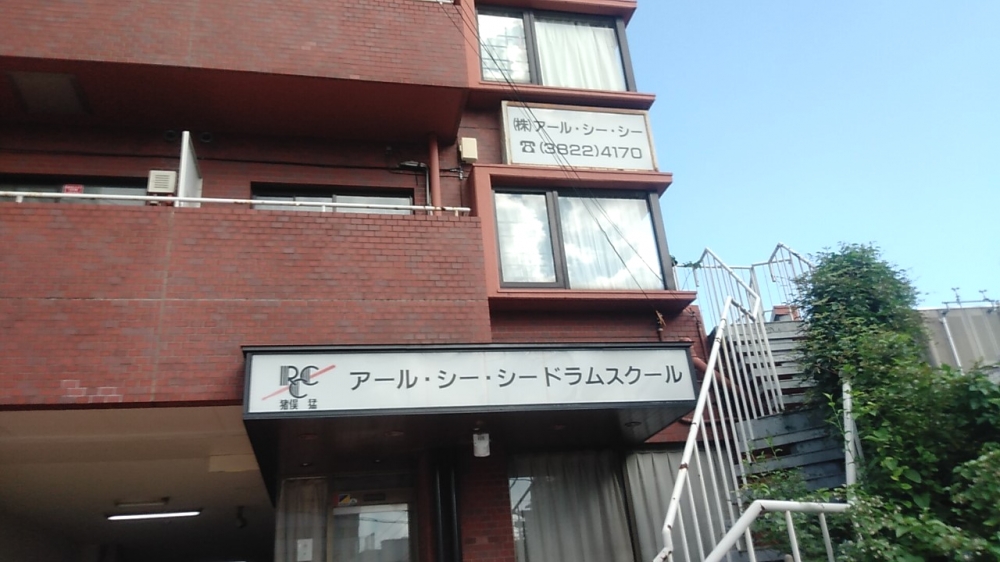 ㈱アール・シー・シー
☎(3822)4170
RCC
アール・シー・シードラムスクール
猪俣 猛